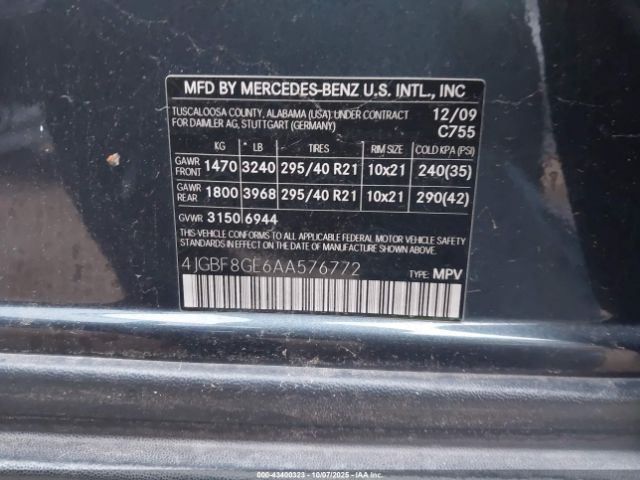 MFD BY MERCEDES-BENZ U.S. INTL., INC
TUSCALOOSA COUNTY, ALABAMA (USA) UNDER CONTRACT 12/09
FOR DAIMLER AG, STUTTGART (GERMANY) C755
KG LB TIRES RIM SIZE COLD KPA (PSI)
GAWR FRONT 1470 3240 295/40 R21 10x21 240(35)
GAWR REAR 1800 3968 295/40 R21 10x21 290(42)
GVWR 3150 6944
THIS VEHICLE CONFORMS TO ALL APPLICABLE FEDERAL MOTOR VEHICLE SAFETY
STANDARDS IN EFFECT ON THE DATE OF MANUFACTURE SHOWN ABOVE.
4JGBF8GE6AA576772 TYPE: MPV
000-43400323 - 10/07/2025 - IAAI.COM